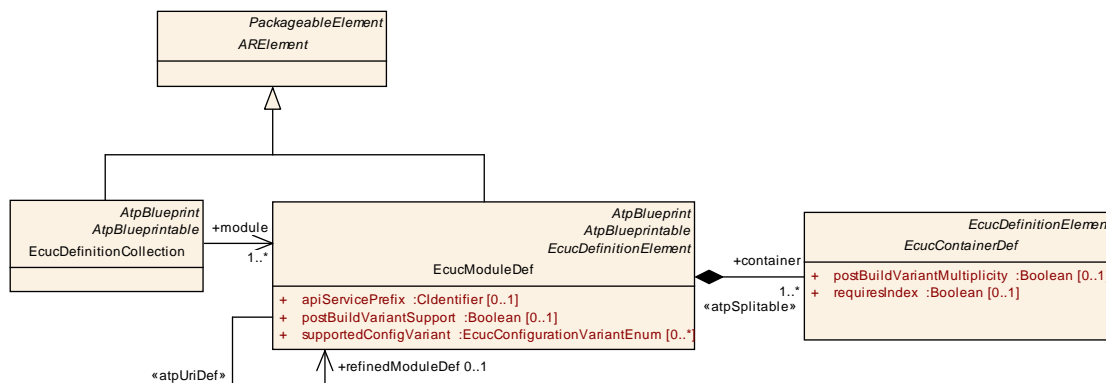 PackageableElement
ARElement
AtpBlueprint
AtpBlueprintable
EcucDefinitionCollection
+module
1..*
AtpBlueprint
AtpBlueprintable
EcucDefinitionElement
EcucModuleDef
+ apiServicePrefix :CIdentifier [0..1]
+ postBuildVariantSupport :Boolean [0..1]
+ supportedConfigVariant :EcucConfigurationVariantEnum [0..*]
+container
1..*
«atpSplitable»
EcucDefinitionElement
EcucContainerDef
+ postBuildVariantMultiplicity :Boolean [0..1
+ requiresIndex :Boolean [0..1]
«atpUriDef»
+refinedModuleDef 0..1